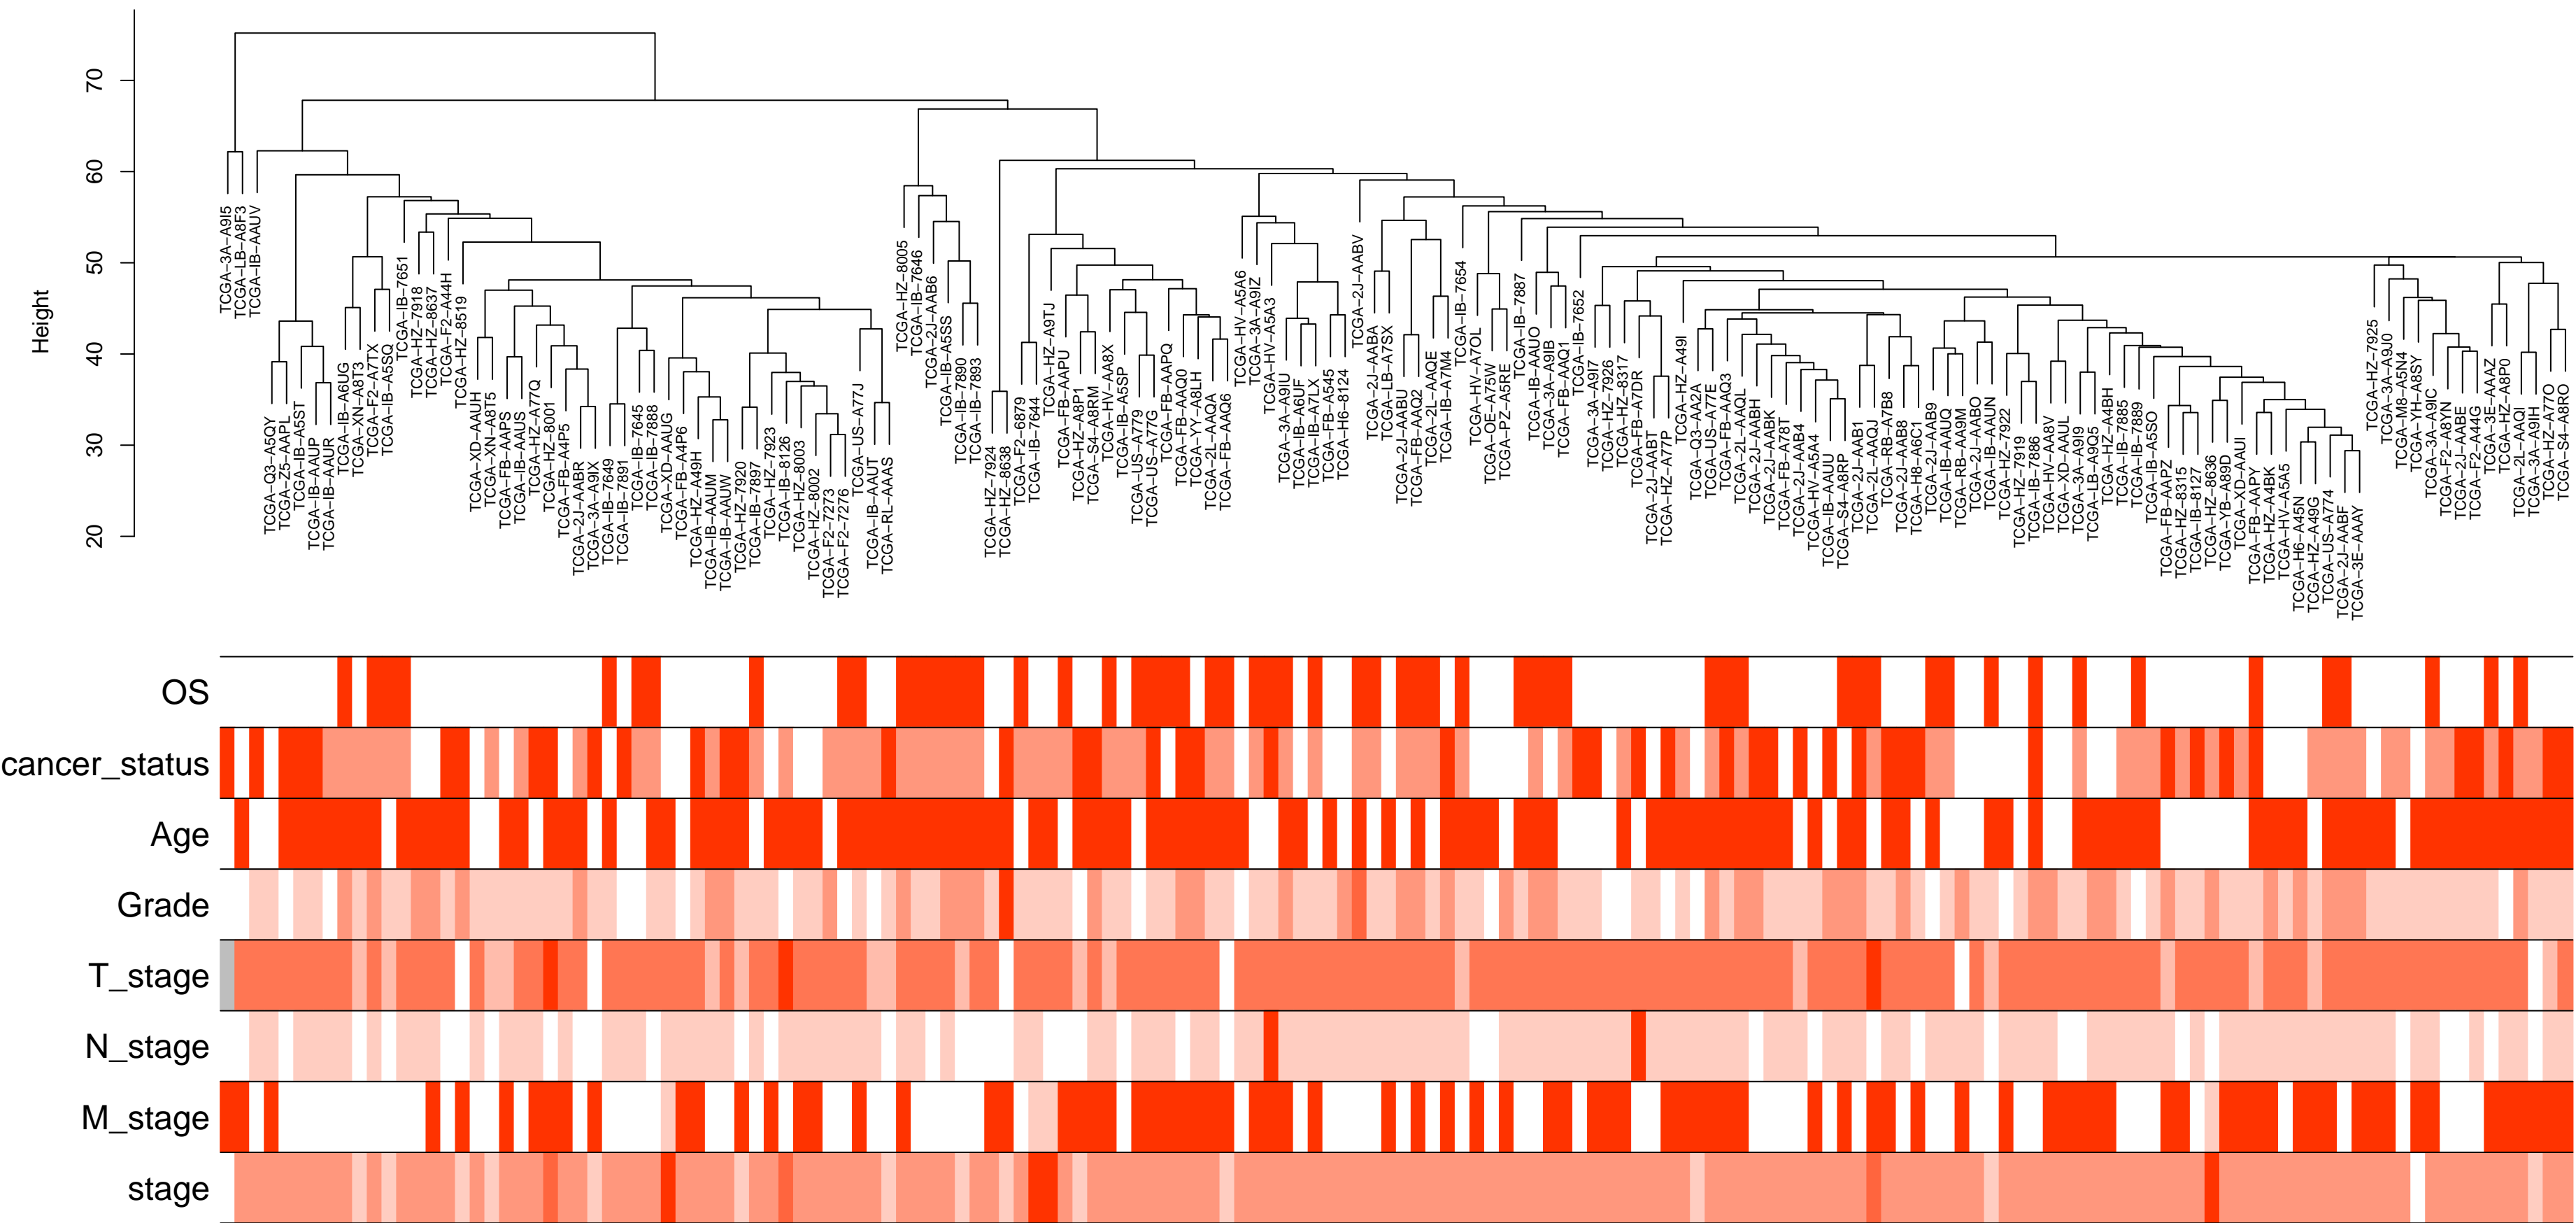 Height
70
60
50
40
30
20
TCGA−3A−A9I5
TCGA−LB−A8F3
TCGA−IB−AAUV
TCGA−Q3−A5QY
TCGA−Z5−AAPL
TCGA−IB−A5ST
TCGA−IB−AAUP
TCGA−IB−AAUR
TCGA−IB−A6UG
TCGA−XN−A8T3
TCGA−F2−A7TX
TCGA−IB−A5SQ
TCGA−IB−7651
TCGA−HZ−7918
TCGA−HZ−8637
TCGA−F2−A44H
TCGA−HZ−8519
TCGA−XD−AAUH
TCGA−XN−A8T5
TCGA−FB−AAPS
TCGA−IB−AAUS
TCGA−HZ−A77Q
TCGA−HZ−8001
TCGA−FB−A4P5
TCGA−2J−AABR
TCGA−3A−A9IX
TCGA−IB−7649
TCGA−IB−7891
TCGA−IB−7645
TCGA−IB−7888
TCGA−XD−AAUG
TCGA−FB−A4P6
TCGA−HZ−A49H
TCGA−IB−AAUM
TCGA−IB−AAUW
TCGA−HZ−7920
TCGA−IB−7897
TCGA−HZ−7923
TCGA−IB−8126
TCGA−HZ−8003
TCGA−HZ−8002
TCGA−F2−7273
TCGA−F2−7276
TCGA−US−A77J
TCGA−IB−AAUT
TCGA−RL−AAAS
TCGA−HZ−8005
TCGA−IB−7646
TCGA−2J−AAB6
TCGA−IB−A5SS
TCGA−IB−7890
TCGA−IB−7893
TCGA−HZ−7924
TCGA−HZ−8638
TCGA−F2−6879
TCGA−IB−7644
TCGA−HZ−A9TJ
TCGA−FB−AAPU
TCGA−HZ−A8P1
TCGA−S4−A8RM
TCGA−HV−AA8X
TCGA−IB−A5SP
TCGA−US−A779
TCGA−US−A77G
TCGA−FB−AAPQ
TCGA−FB−AAQ0
TCGA−YY−A8LH
TCGA−2L−AAQA
TCGA−FB−AAQ6
TCGA−HV−A5A6
TCGA−3A−A9IZ
TCGA−HV−A5A3
TCGA−3A−A9IU
TCGA−IB−A6UF
TCGA−IB−A7LX
TCGA−FB−A545
TCGA−H6−8124
TCGA−2J−AABV
TCGA−2J−AABA
TCGA−LB−A7SX
TCGA−2J−AABU
TCGA−FB−AAQ2
TCGA−2L−AAQE
TCGA−IB−A7M4
TCGA−IB−7654
TCGA−HV−A7OL
TCGA−OE−A75W
TCGA−PZ−A5RE
TCGA−IB−7887
TCGA−IB−AAUO
TCGA−3A−A9IB
TCGA−FB−AAQ1
TCGA−IB−7652
TCGA−3A−A9I7
TCGA−HZ−7926
TCGA−HZ−8317
TCGA−FB−A7DR
TCGA−2J−AABT
TCGA−HZ−A77P
TCGA−HZ−A49I
TCGA−Q3−AA2A
TCGA−US−A77E
TCGA−FB−AAQ3
TCGA−2L−AAQL
TCGA−2J−AABH
TCGA−2J−AABK
TCGA−FB−A78T
TCGA−2J−AAB4
TCGA−HV−A5A4
TCGA−IB−AAUU
TCGA−S4−A8RP
TCGA−2J−AAB1
TCGA−2L−AAQJ
TCGA−RB−A7B8
TCGA−2J−AAB8
TCGA−H8−A6C1
TCGA−2J−AAB9
TCGA−IB−AAUQ
TCGA−RB−AA9M
TCGA−2J−AABO
TCGA−IB−AAUN
TCGA−HZ−7922
TCGA−HZ−7919
TCGA−IB−7886
TCGA−HV−AA8V
TCGA−XD−AAUL
TCGA−3A−A9I9
TCGA−LB−A9Q5
TCGA−HZ−A4BH
TCGA−IB−7885
TCGA−IB−7889
TCGA−IB−A5SO
TCGA−FB−AAPZ
TCGA−HZ−8315
TCGA−IB−8127
TCGA−HZ−8636
TCGA−YB−A89D
TCGA−XD−AAUI
TCGA−FB−AAPY
TCGA−HZ−A4BK
TCGA−HV−A5A5
TCGA−H6−A45N
TCGA−HZ−A49G
TCGA−US−A774
TCGA−2J−AABF
TCGA−3E−AAAY
TCGA−HZ−7925
TCGA−3A−A9J0
TCGA−M8−A5N4
TCGA−YH−A8SY
TCGA−3A−A9IC
TCGA−F2−A8YN
TCGA−2J−AABE
TCGA−F2−A44G
TCGA−3E−AAAZ
TCGA−HZ−A8P0
TCGA−2L−AAQI
TCGA−3A−A9IH
TCGA−HZ−A77O
TCGA−S4−A8RO
OS
cancer_status
Age
Grade
T_stage
N_stage
M_stage
stage